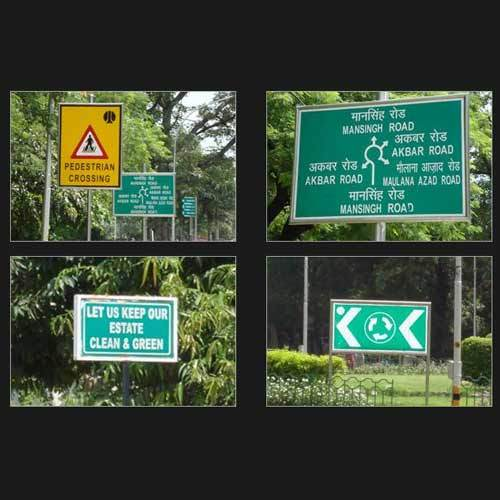 PEDESTRIAN
CROSSING
मानसिंह रोड
MANSINGH ROAD
अकबर रोड
AKBAR ROAD
अकबर रोड
AKBAR ROAD
मौलाना आज़ाद रोड
MAULANA AZAD ROAD
मानसिंह रोड
MANSINGH ROAD
LET US KEEP OUR
ESTATE
CLEAN & GREEN